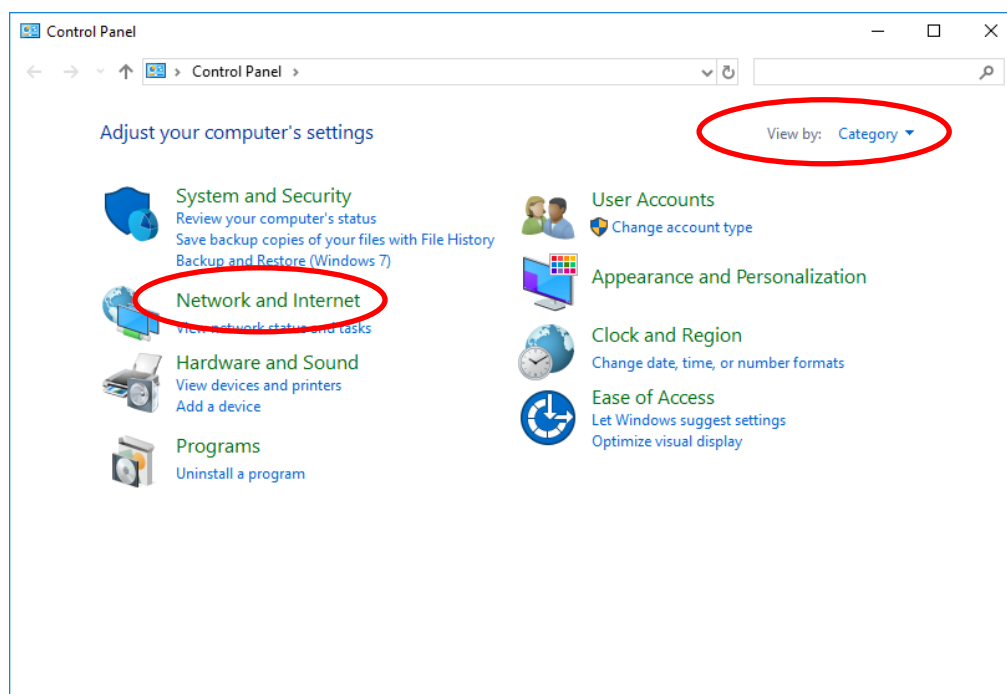 Control Panel
Control Panel
Adjust your computer's settings
View by: Category
System and Security
Review your computer's status
Save backup copies of your files with File History
Backup and Restore (Windows 7)
Network and Internet
View network status and tasks
Hardware and Sound
View devices and printers
Add a device
Programs
Uninstall a program
User Accounts
Change account type
Appearance and Personalization
Clock and Region
Change date, time, or number formats
Ease of Access
Let Windows suggest settings
Optimize visual display